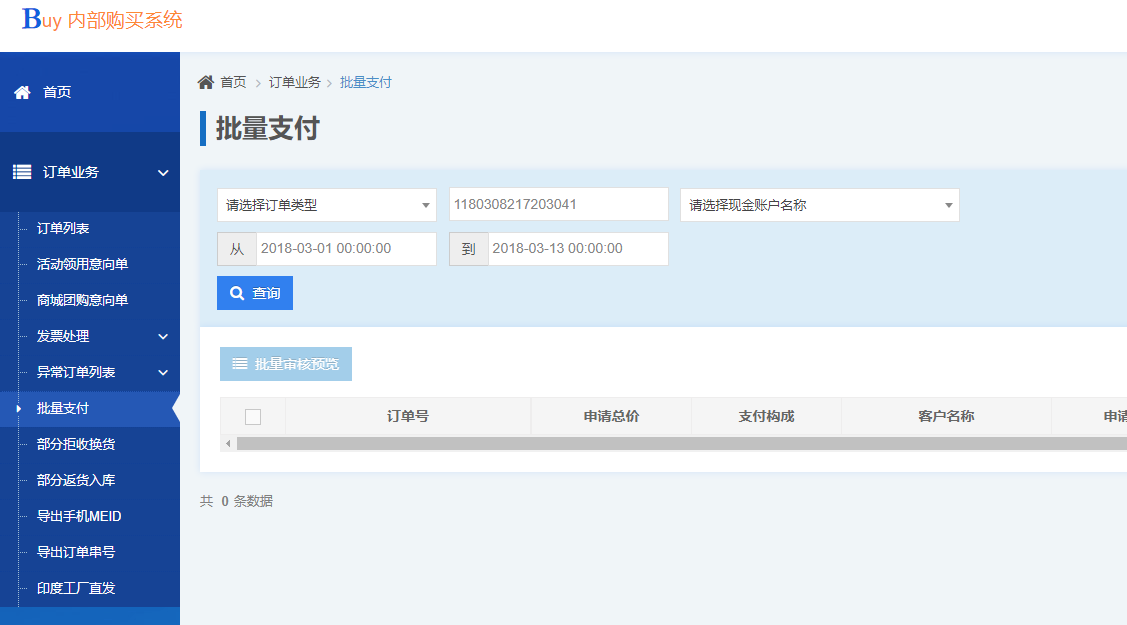 Buy 内部购买系统
首页
订单业务
订单列表
活动领用意向单
商城团购意向单
发票处理
异常订单列表
批量支付
部分拒收换货
部分返货入库
导出手机MEID
导出订单串号
印度工厂直发
首页 > 订单业务 > 批量支付
批量支付
请选择订单类型 1180308217203041 请选择现金账户名称
从 2018-03-01 00:00:00 到 2018-03-13 00:00:00
查询
批量审核预览
订单号 申请总价 支付构成 客户名称 申请
共 0 条数据